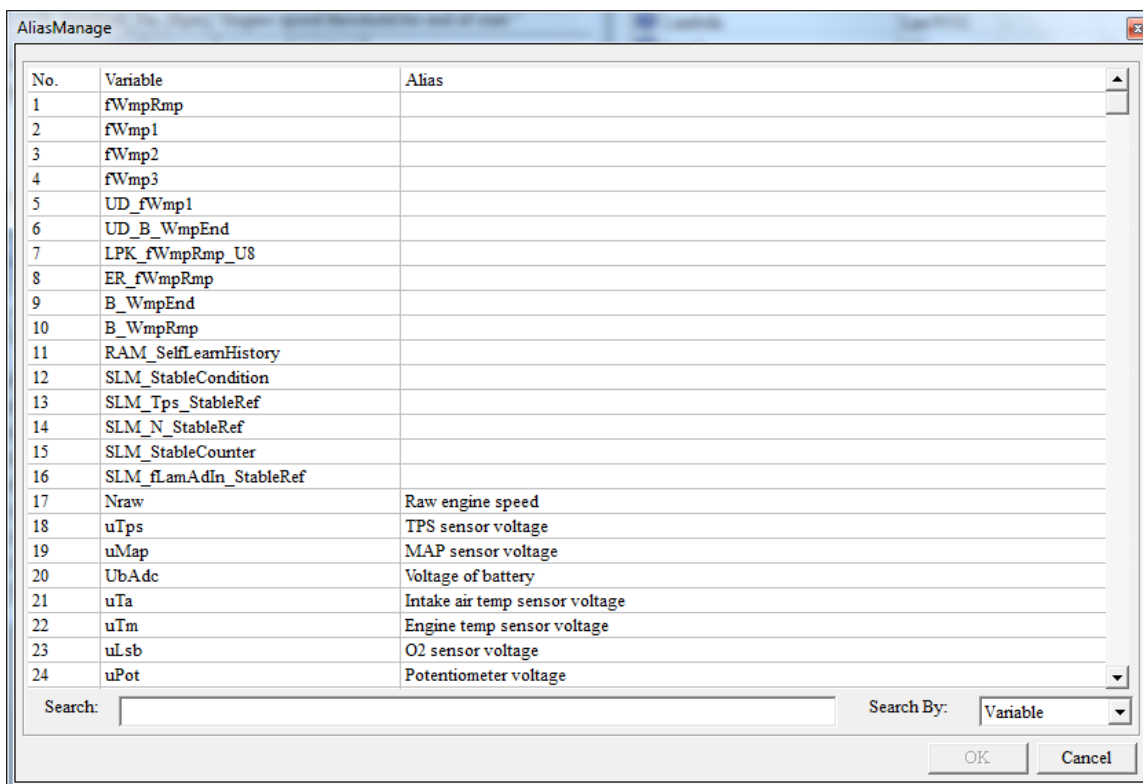 AliasManage
No. Variable Alias
1 fWmpRmp
2 fWmp1
3 fWmp2
4 fWmp3
5 UD_fWmp1
6 UD_B_WmpEnd
7 LPK_fWmpRmp_U8
8 ER_fWmpRmp
9 B_WmpEnd
10 B_WmpRmp
11 RAM_SelfLearnHistory
12 SLM_StableCondition
13 SLM_Tps_StableRef
14 SLM_N_StableRef
15 SLM_StableCounter
16 SLM_fLamAdIn_StableRef
17 Nraw Raw engine speed
18 uTps TPS sensor voltage
19 uMap MAP sensor voltage
20 UbAdc Voltage of battery
21 uTa Intake air temp sensor voltage
22 uTm Engine temp sensor voltage
23 uLsb O2 sensor voltage
24 uPot Potentiometer voltage
Search: Search By: Variable
OK Cancel